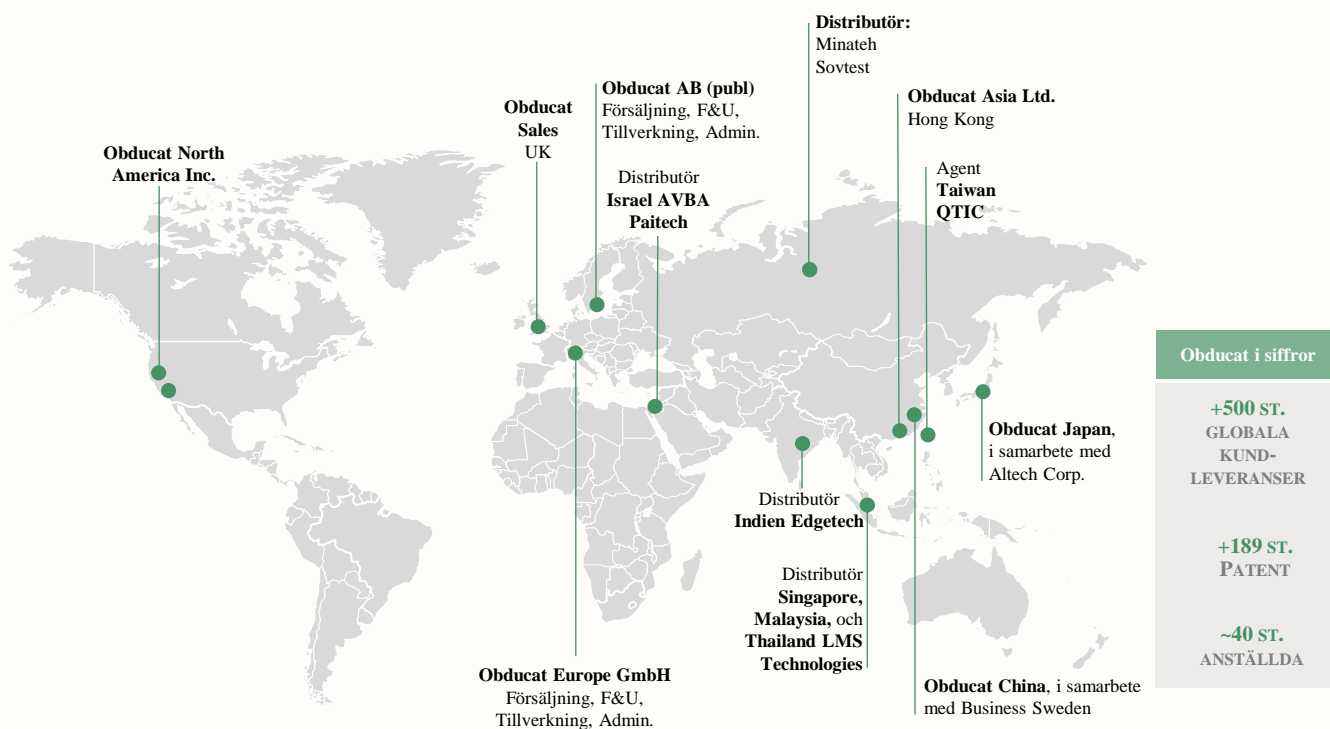 Distributör:
Minateh
Sovtest
Obducat AB (publ)
Försäljning, F&U,
Tillverkning, Admin.
Obducat Asia Ltd.
Hong Kong
Obducat
Sales
UK
Obducat North
America Inc.
Distributör
Israel AVBA
Paitech
Agent
Taiwan
QTIC
Obducat i siffror
+500 ST.
GLOBALA
KUND-
LEVERANSER
+189 ST.
PATENT
~40 ST.
ANSTÄLLDA
Obducat Japan,
i samarbete med
Altech Corp.
Distributör
Indien Edgetech
Distributör
Singapore,
Malaysia, och
Thailand LMS
Technologies
Obducat Europe GmbH
Försäljning, F&U,
Tillverkning, Admin.
Obducat China, i samarbete
med Business Sweden